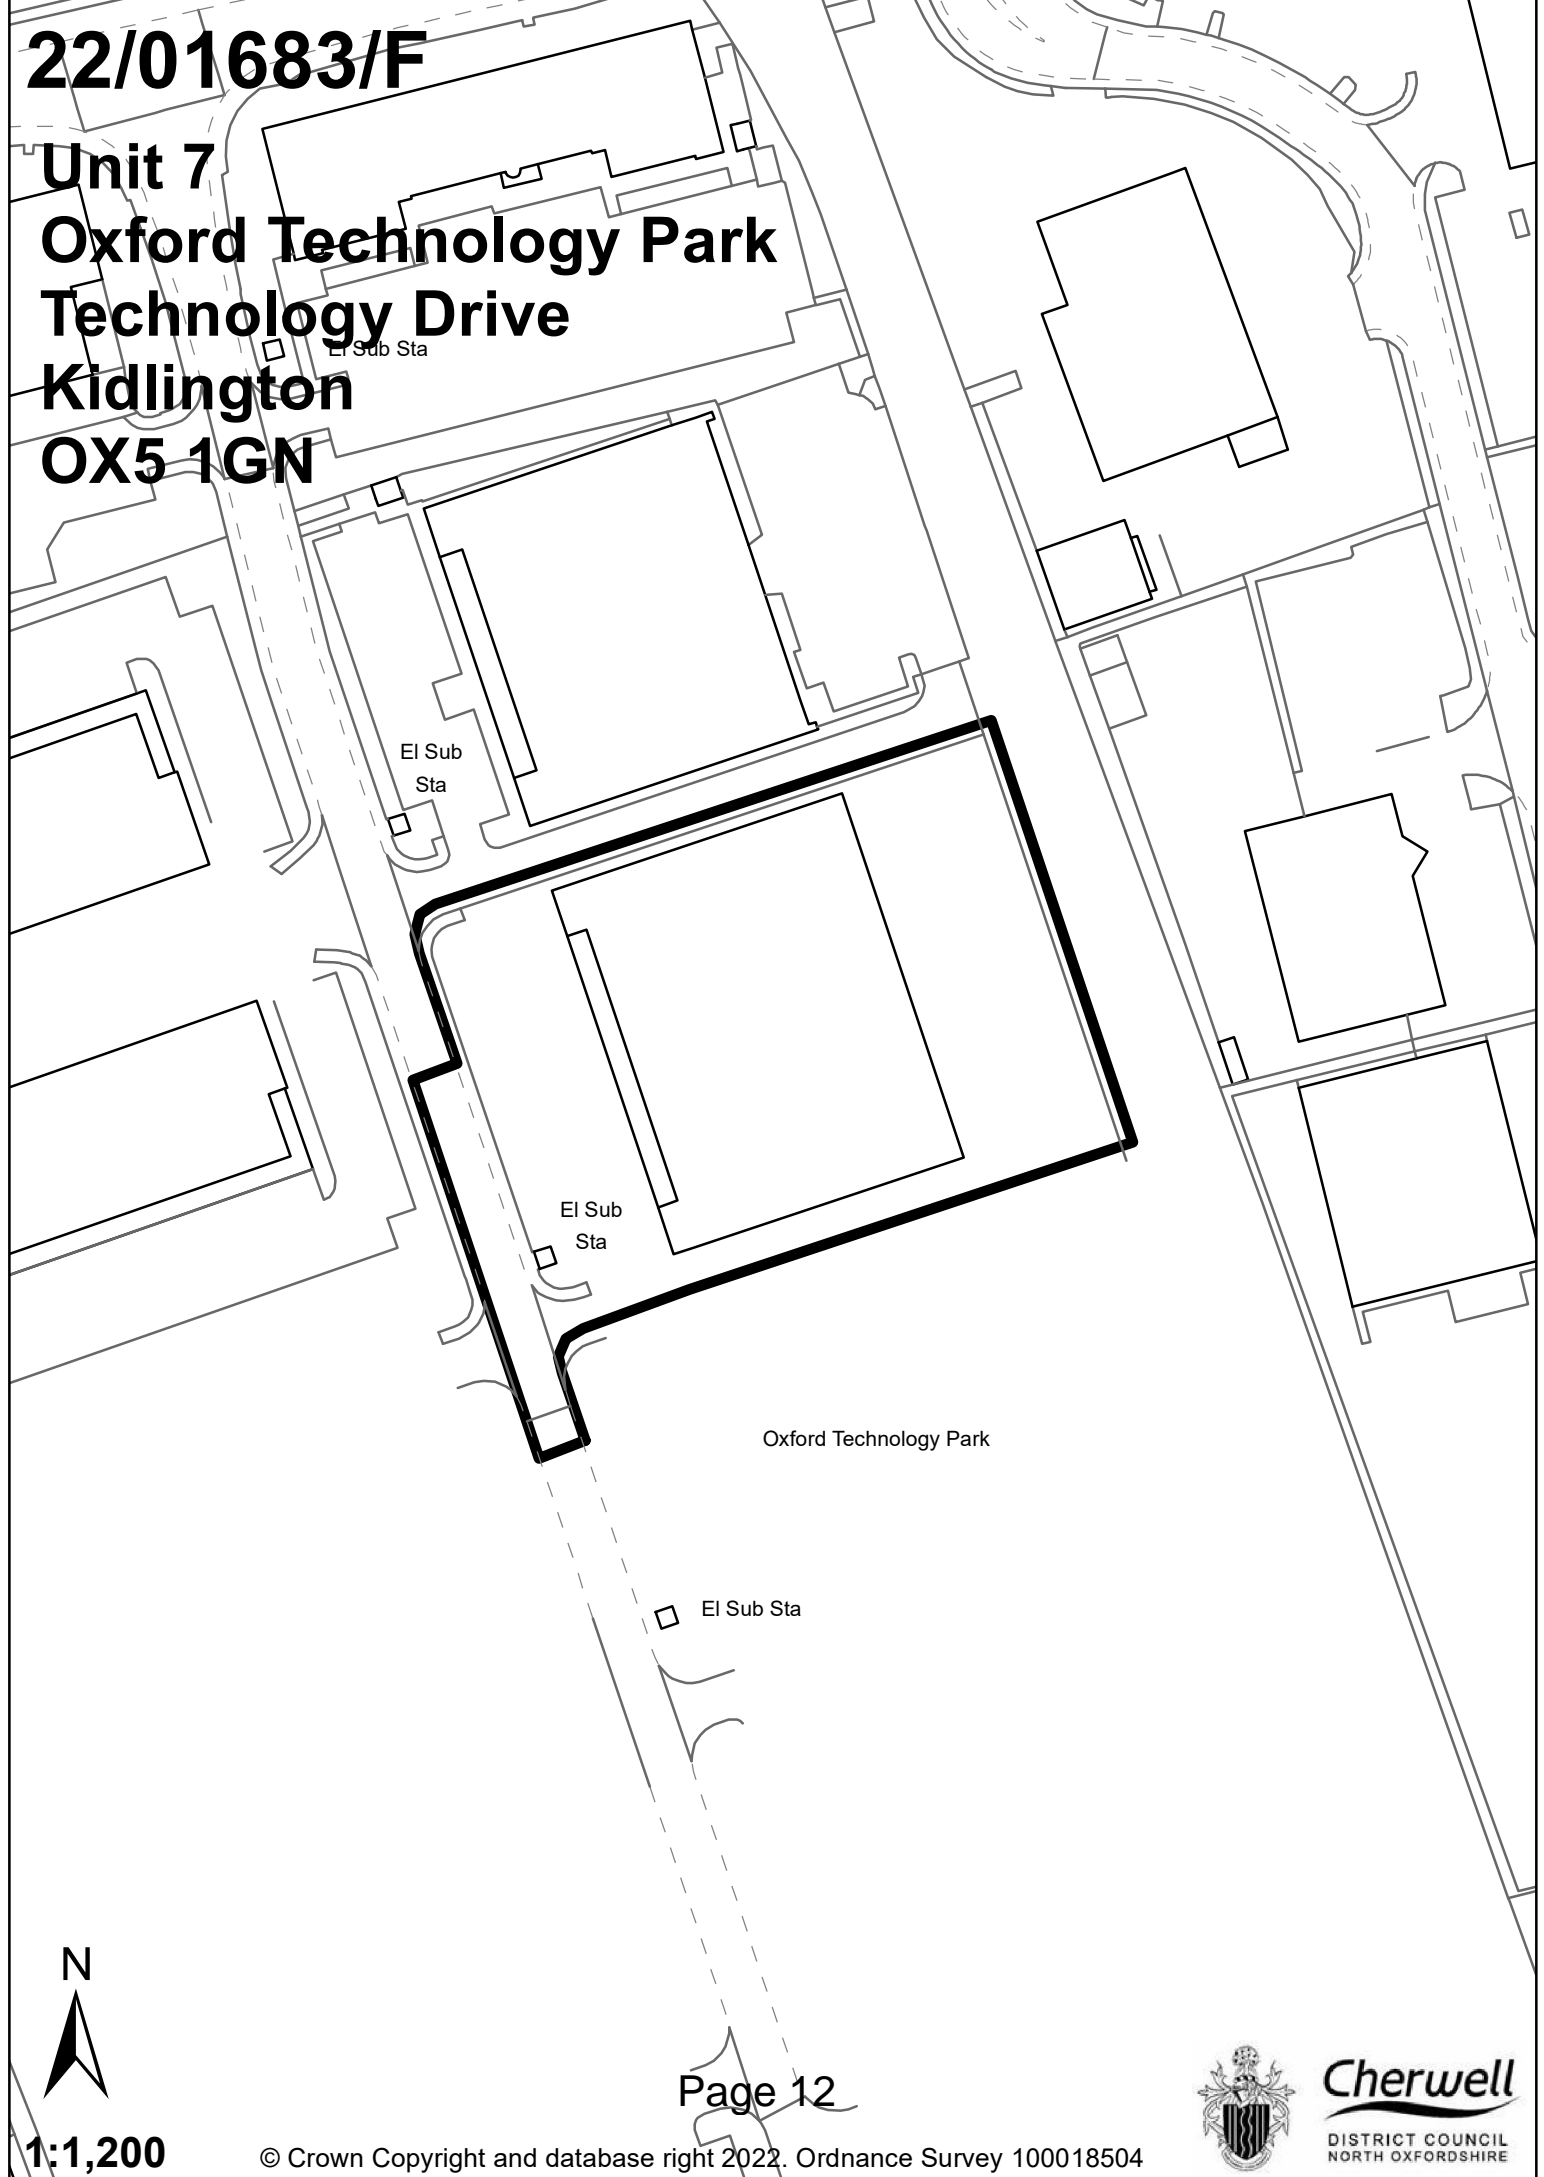 22/01683/F
Unit 7
Oxford Technology Park
Technology Drive
Kidlington
OX5 1GN
El Sub Sta
El Sub
Sta
El Sub
Sta
Oxford Technology Park
El Sub Sta
N
Page 12
1:1,200
© Crown Copyright and database right 2022. Ordnance Survey 100018504
Cherwell
DISTRICT COUNCIL
NORTH OXFORDSHIRE